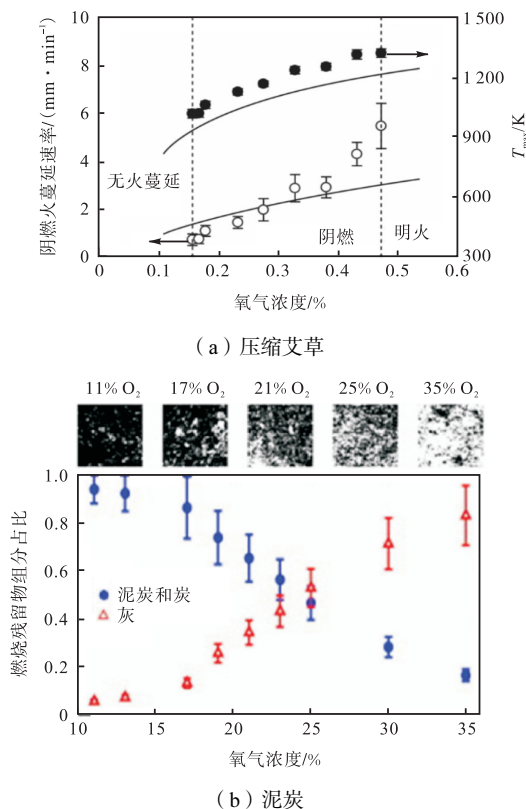 10
8
6
4
2
0
阴燃火蔓延速率/(mm·min⁻¹)
1 500
1 200
900
600
300
Tmax/K
无火蔓延
阴燃
明火
0 0.1 0.2 0.3 0.4 0.5 0.6
氧气浓度/%
(a)压缩艾草
11% O₂ 17% O₂ 21% O₂ 25% O₂ 35% O₂
1.0
0.8
0.6
0.4
0.2
0
燃烧残留物组分占比
泥炭和炭
灰
10 15 20 25 30 35
氧气浓度/%
(b)泥炭